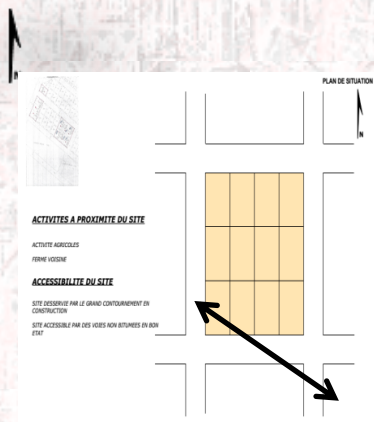 N
PLAN DE SITUATION
N
ACTIVITES A PROXIMITE DU SITE
ACTIVITE AGRICOLES
FERME VOISINE
ACCESSIBILITE DU SITE
SITE DESSERVIE PAR LE GRAND CONTOURNEMENT EN
CONSTRUCTION
SITE ACCESSIBLE PAR DES VOIES NON BITUMEES EN BON
ETAT